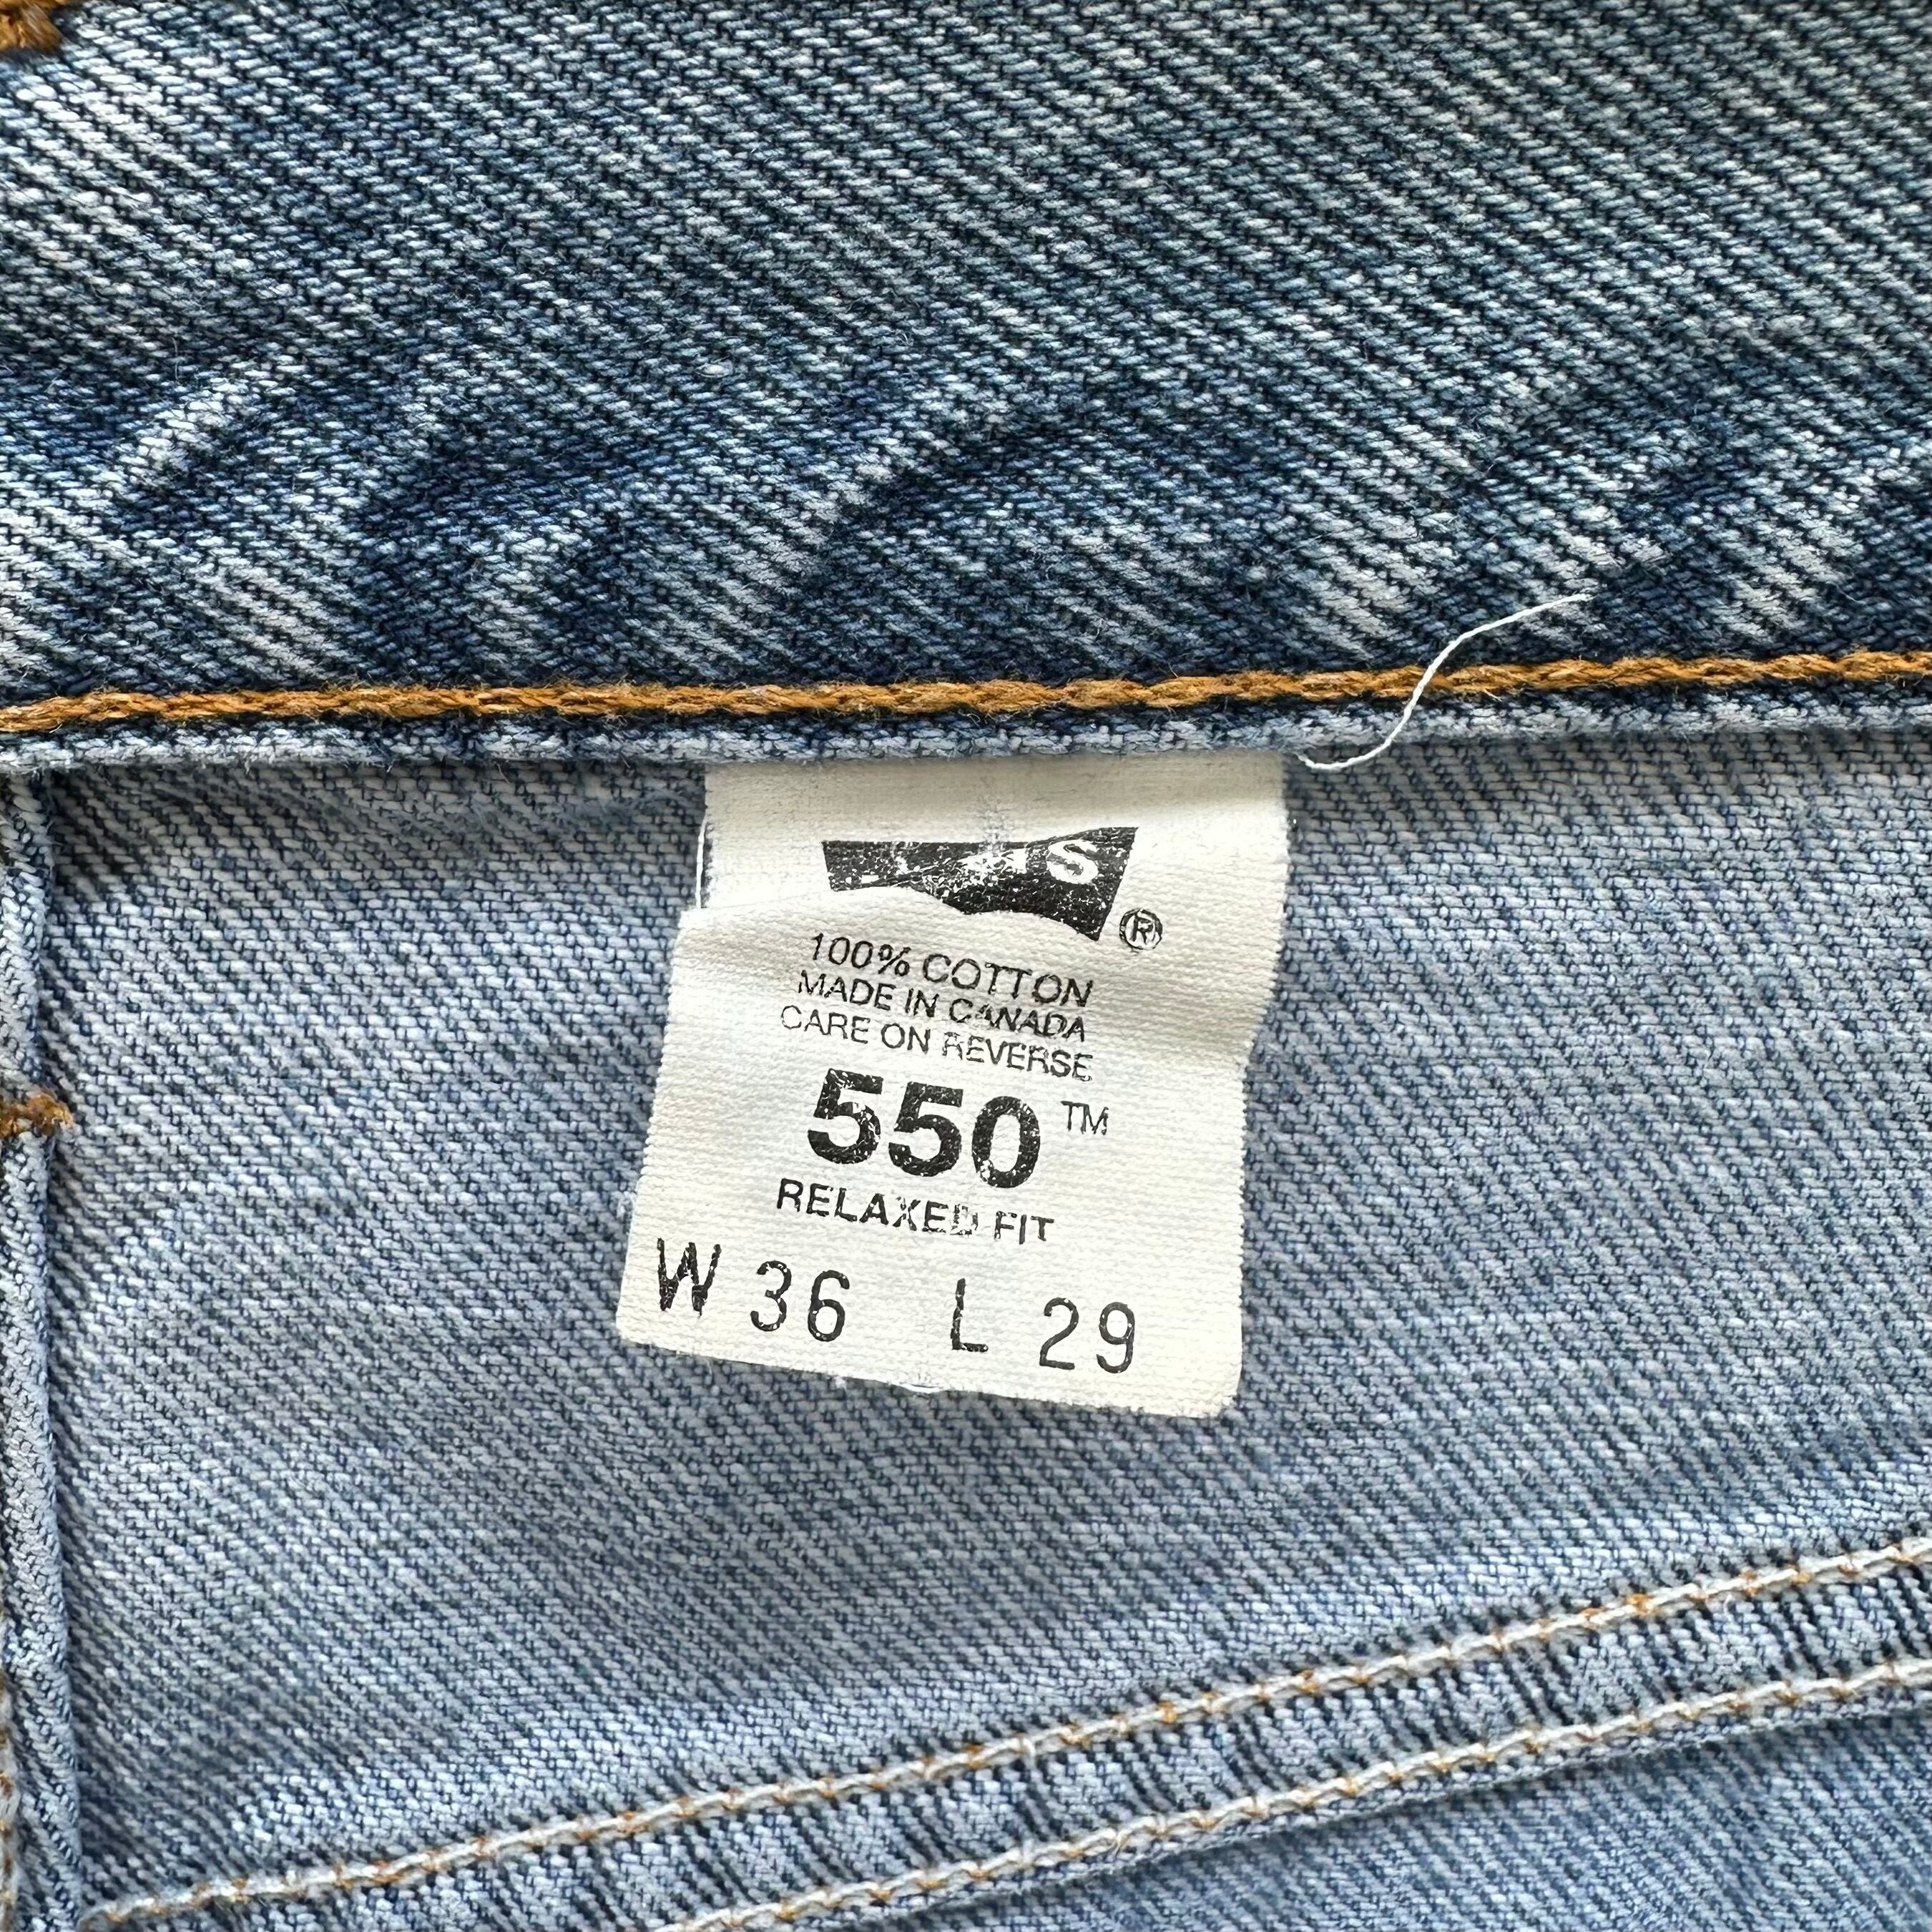 S ®
100% COTTON
MADE IN CANADA
CARE ON REVERSE
550™
RELAXED FIT
W 36 L 29